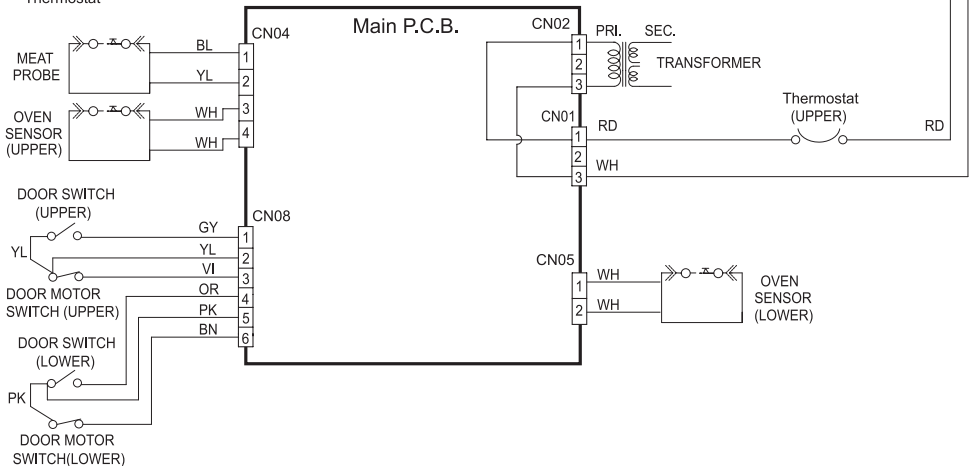 Thermostat
Main P.C.B.
CN04
BL
1
MEAT
PROBE
YL
2
WH
3
OVEN
SENSOR
(UPPER)
WH
4
CN02
1
2
3
PRI.
SEC.
TRANSFORMER
CN01
1
2
3
RD
WH
Thermostat
(UPPER)
RD
DOOR SWITCH
(UPPER)
CN08
GY
1
YL
YL
2
VI
3
DOOR MOTOR
SWITCH (UPPER)
OR
4
PK
5
BN
6
DOOR SWITCH
(LOWER)
PK
DOOR MOTOR
SWITCH(LOWER)
CN05
WH
1
WH
2
OVEN
SENSOR
(LOWER)